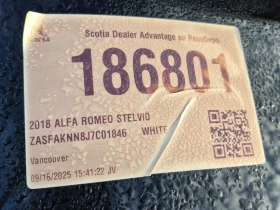 Scotia Dealer Advantage on RepoDepo
186801
2018 ALFA ROMEO STELVIO
ZASFAKNN8J7C01846 WHITE
Vancouver
09/16/2025 15:41:22 JV